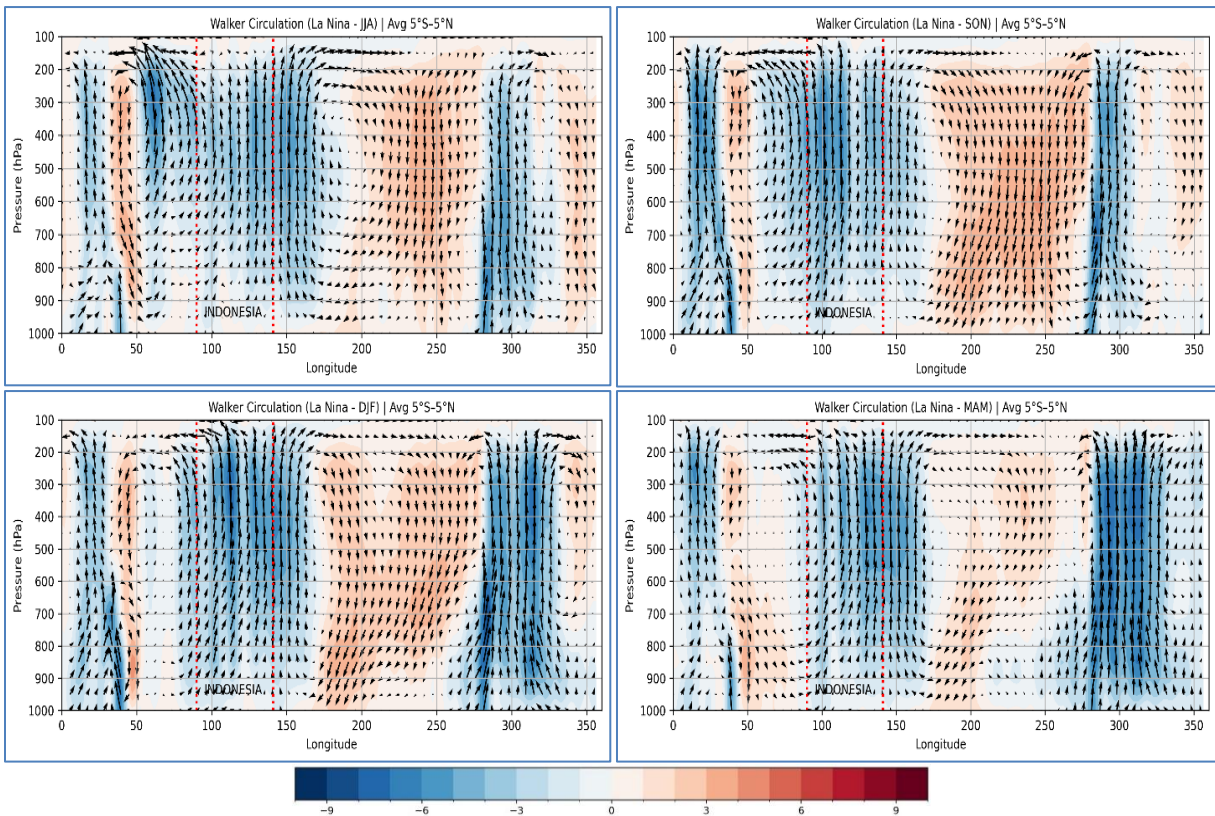 Walker Circulation (La Nina - JJA) | Avg 5°S–5°N
100
200
300
400
500
600
700
800
900
1000
Pressure (hPa)
INDONESIA
0 50 100 150 200 250 300 350
Longitude
Walker Circulation (La Nina - SON) | Avg 5°S–5°N
100
200
300
400
500
600
700
800
900
1000
Pressure (hPa)
INDONESIA
0 50 100 150 200 250 300 350
Longitude
Walker Circulation (La Nina - DJF) | Avg 5°S–5°N
100
200
300
400
500
600
700
800
900
1000
Pressure (hPa)
INDONESIA
0 50 100 150 200 250 300 350
Longitude
Walker Circulation (La Nina - MAM) | Avg 5°S–5°N
100
200
300
400
500
600
700
800
900
1000
Pressure (hPa)
INDONESIA
0 50 100 150 200 250 300 350
Longitude
−9 −6 −3 0 3 6 9